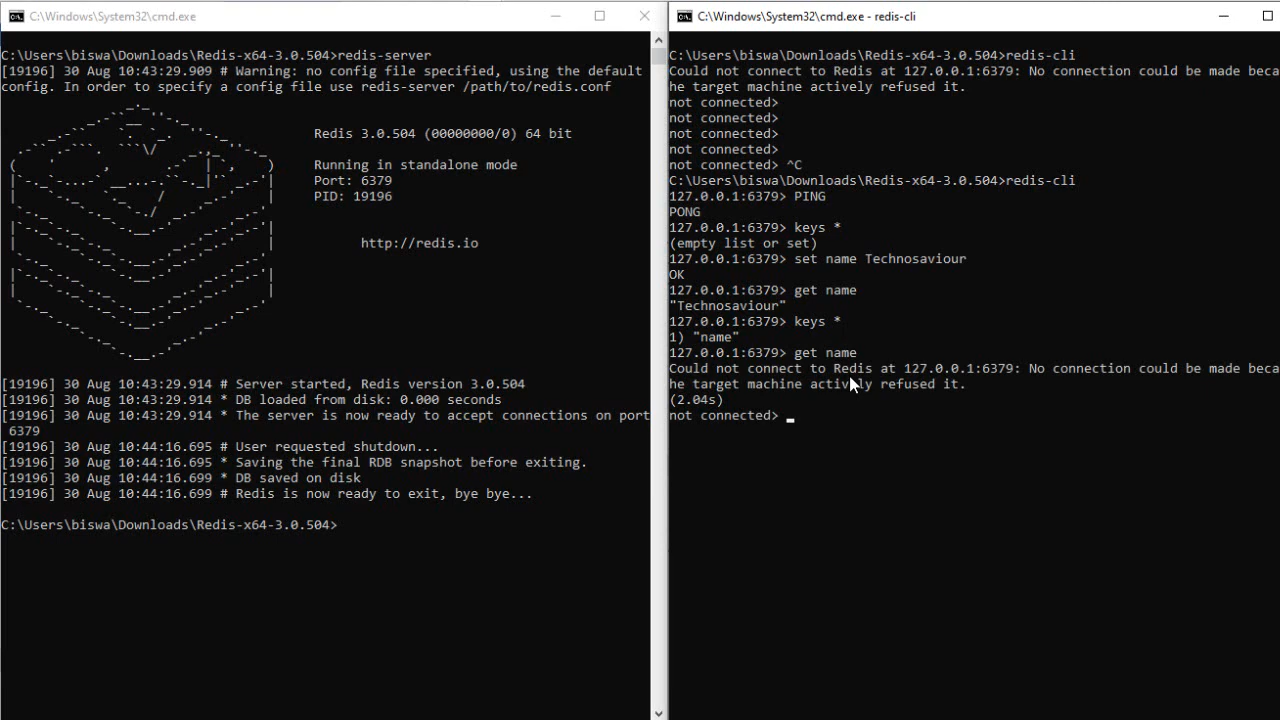 C:\Windows\System32\cmd.exe
C:\Users\biswa\Downloads\Redis-x64-3.0.504>redis-server
[19196] 30 Aug 10:43:29.909 # Warning: no config file specified, using the default
config. In order to specify a config file use redis-server /path/to/redis.conf
Redis 3.0.504 (00000000/0) 64 bit
Running in standalone mode
Port: 6379
PID: 19196
http://redis.io
[19196] 30 Aug 10:43:29.914 # Server started, Redis version 3.0.504
[19196] 30 Aug 10:43:29.914 * DB loaded from disk: 0.000 seconds
[19196] 30 Aug 10:43:29.914 * The server is now ready to accept connections on port
6379
[19196] 30 Aug 10:44:16.695 # User requested shutdown...
[19196] 30 Aug 10:44:16.695 * Saving the final RDB snapshot before exiting.
[19196] 30 Aug 10:44:16.699 * DB saved on disk
[19196] 30 Aug 10:44:16.699 # Redis is now ready to exit, bye bye...
C:\Users\biswa\Downloads\Redis-x64-3.0.504>
C:\Windows\System32\cmd.exe - redis-cli
C:\Users\biswa\Downloads\Redis-x64-3.0.504>redis-cli
Could not connect to Redis at 127.0.0.1:6379: No connection could be made beca
he target machine actively refused it.
not connected>
not connected>
not connected>
not connected>
not connected> ^C
C:\Users\biswa\Downloads\Redis-x64-3.0.504>redis-cli
127.0.0.1:6379> PING
PONG
127.0.0.1:6379> keys *
(empty list or set)
127.0.0.1:6379> set name Technosaviour
OK
127.0.0.1:6379> get name
"Technosaviour"
127.0.0.1:6379> keys *
1) "name"
127.0.0.1:6379> get name
Could not connect to Redis at 127.0.0.1:6379: No connection could be made beca
he target machine actively refused it.
(2.04s)
not connected> _